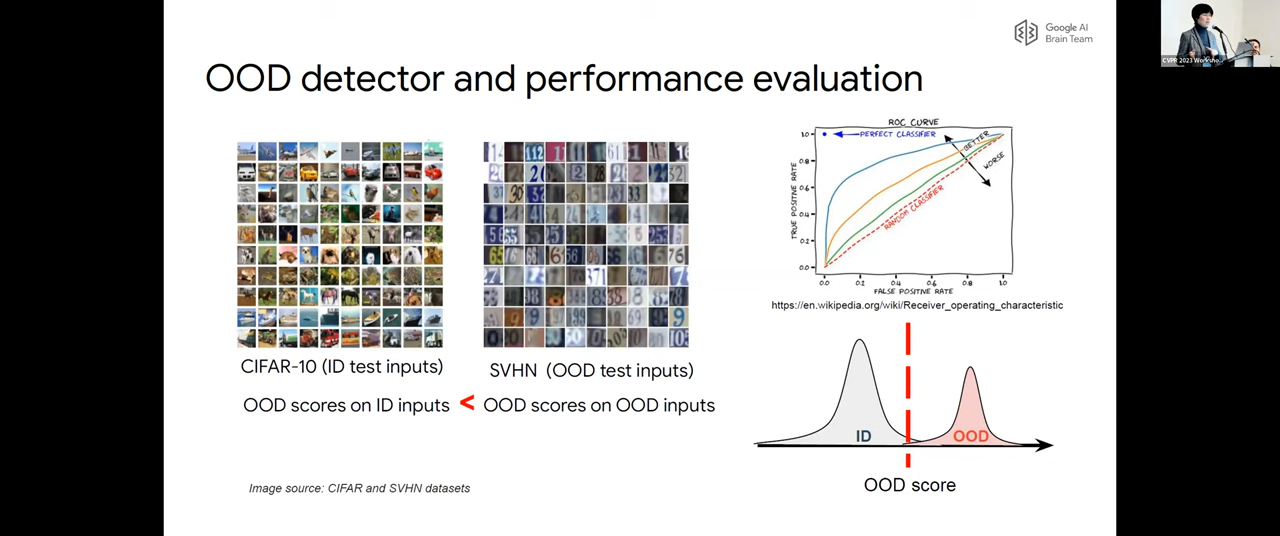 Google AI
Brain Team
OOD detector and performance evaluation
CIFAR-10 (ID test inputs)
SVHN (OOD test inputs)
OOD scores on ID inputs < OOD scores on OOD inputs
Image source: CIFAR and SVHN datasets
ROC CURVE
PERFECT CLASSIFIER
BETTER
WORSE
RANDOM CLASSIFIER
TRUE POSITIVE RATE
1.0
0.8
0.6
0.4
0.2
0.0
0.0 0.2 0.4 0.6 0.8 1.0
FALSE POSITIVE RATE
https://en.wikipedia.org/wiki/Receiver_operating_characteristic
ID
OOD
OOD score
CVPR 2023 Worksho...